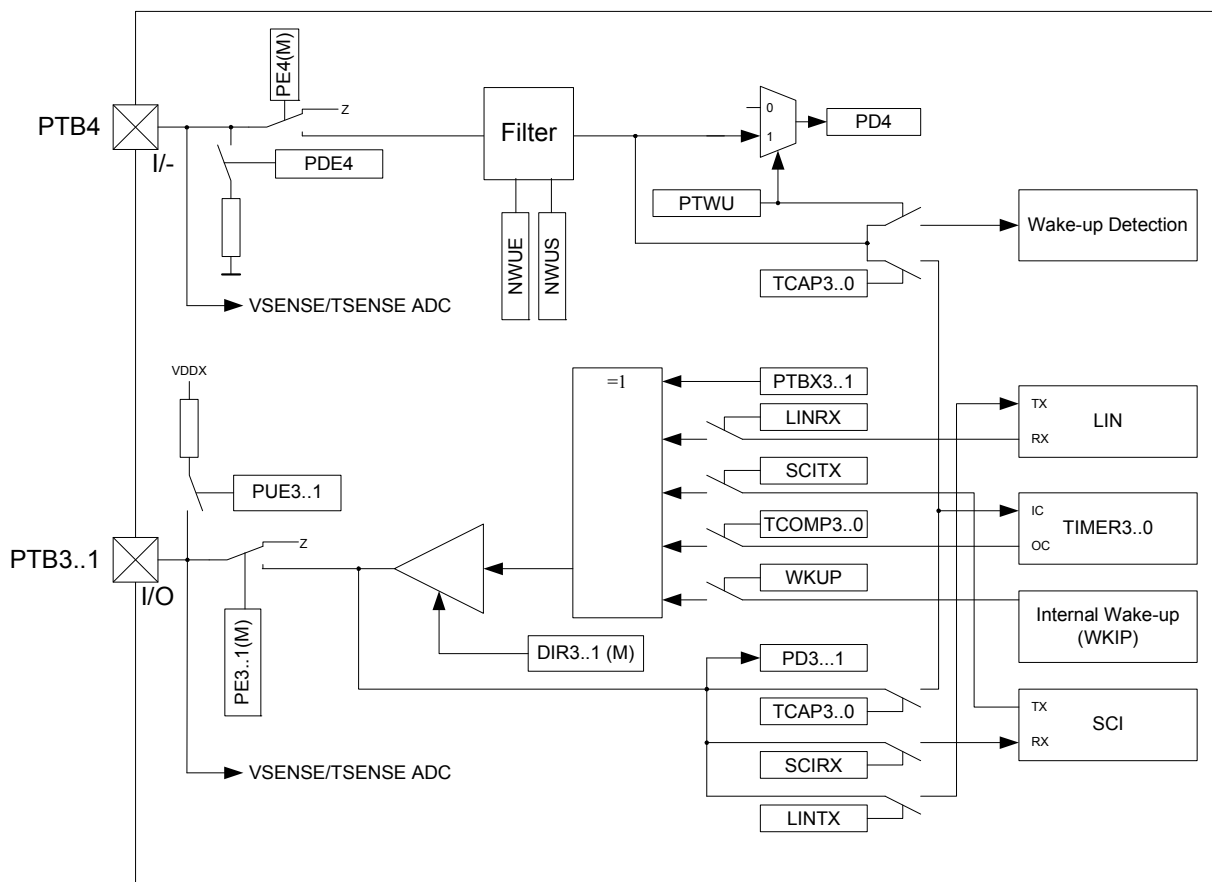 PE4(M)
Z
PTB4
I/-
PDE4
Filter
0
1
PD4
PTWU
Wake-up Detection
NWUE
NWUS
TCAP3..0
VSENSE/TSENSE ADC
VDDX
=1
PTBX3..1
LINRX
TX
RX
LIN
SCITX
PUE3..1
TCOMP3..0
IC
OC
TIMER3..0
PTB3..1
I/O
Z
WKUP
Internal Wake-up
(WKIP)
PE3..1(M)
DIR3..1 (M)
PD3...1
TCAP3..0
TX
RX
SCI
VSENSE/TSENSE ADC
SCIRX
LINTX